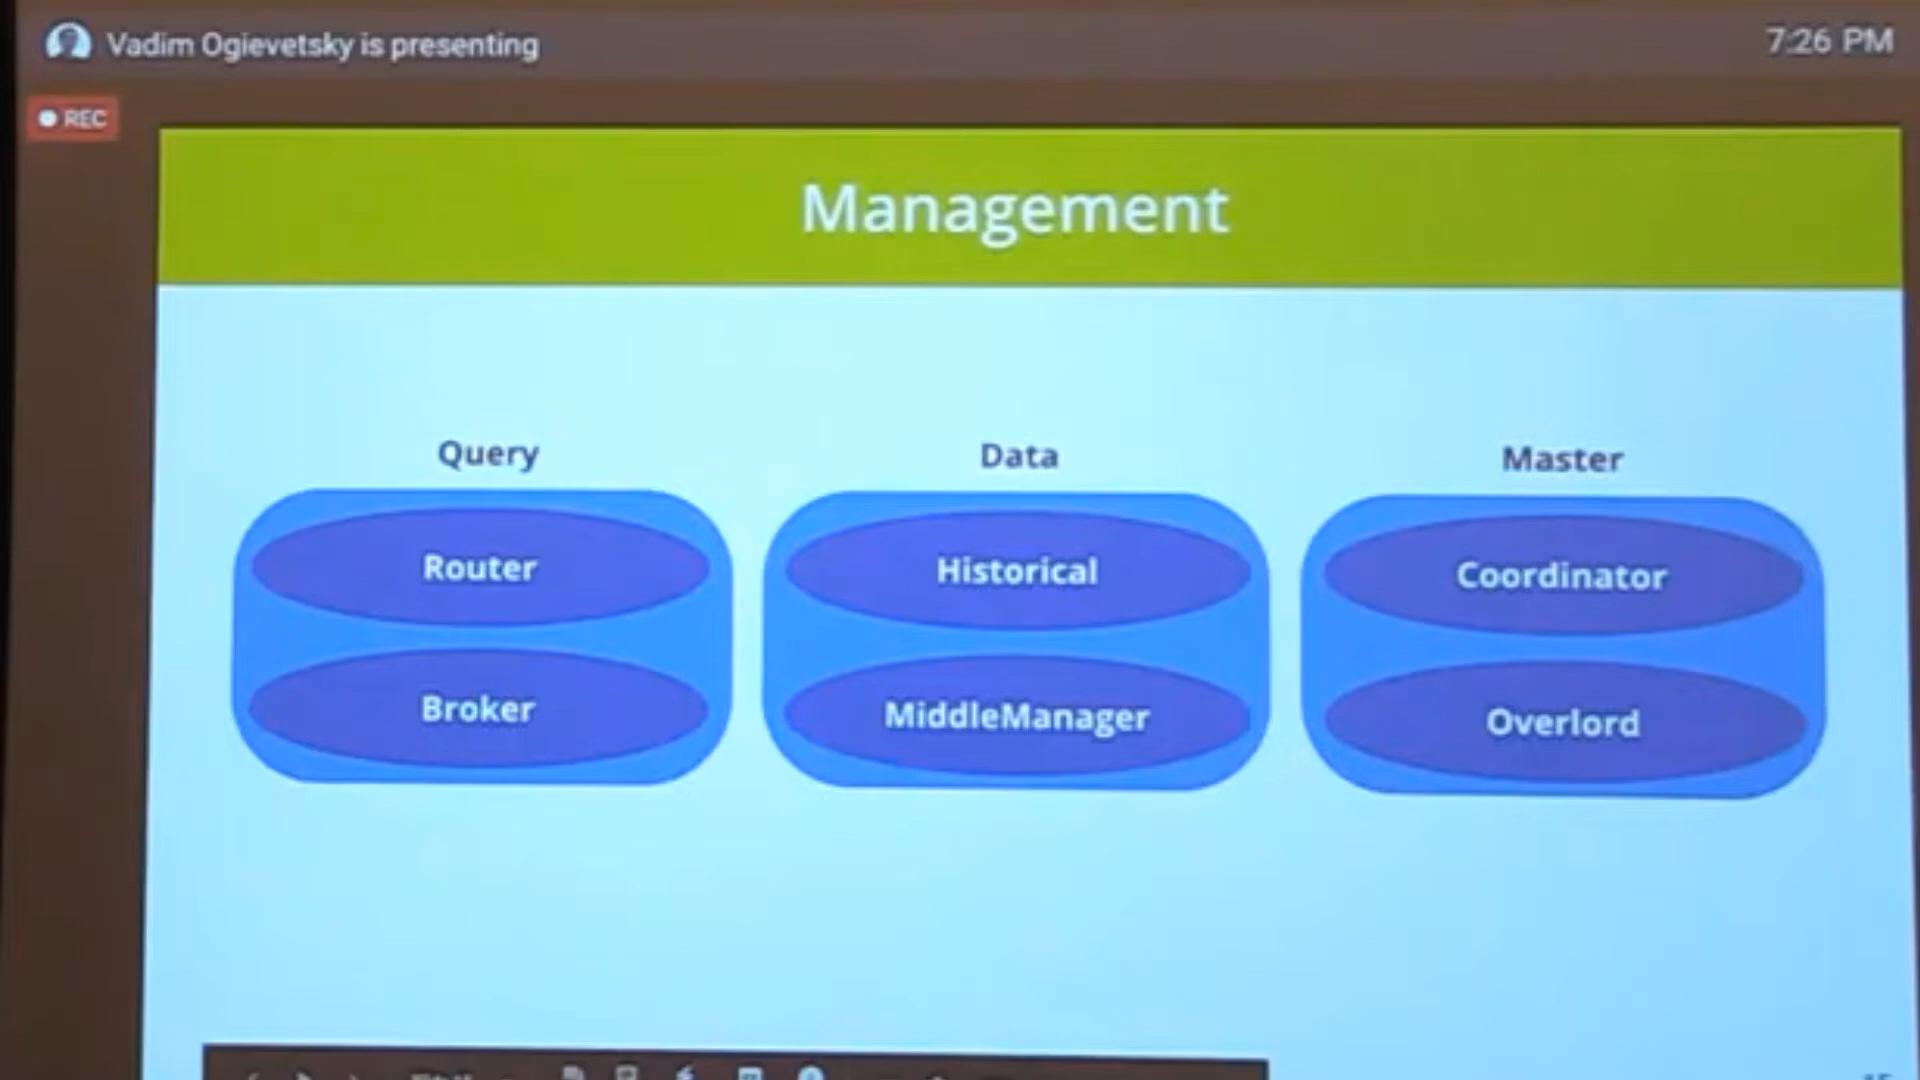 Vadim Ogievetsky is presenting
7:26 PM
REC
Management
Query
Data
Master
Router
Historical
Coordinator
Broker
MiddleManager
Overlord